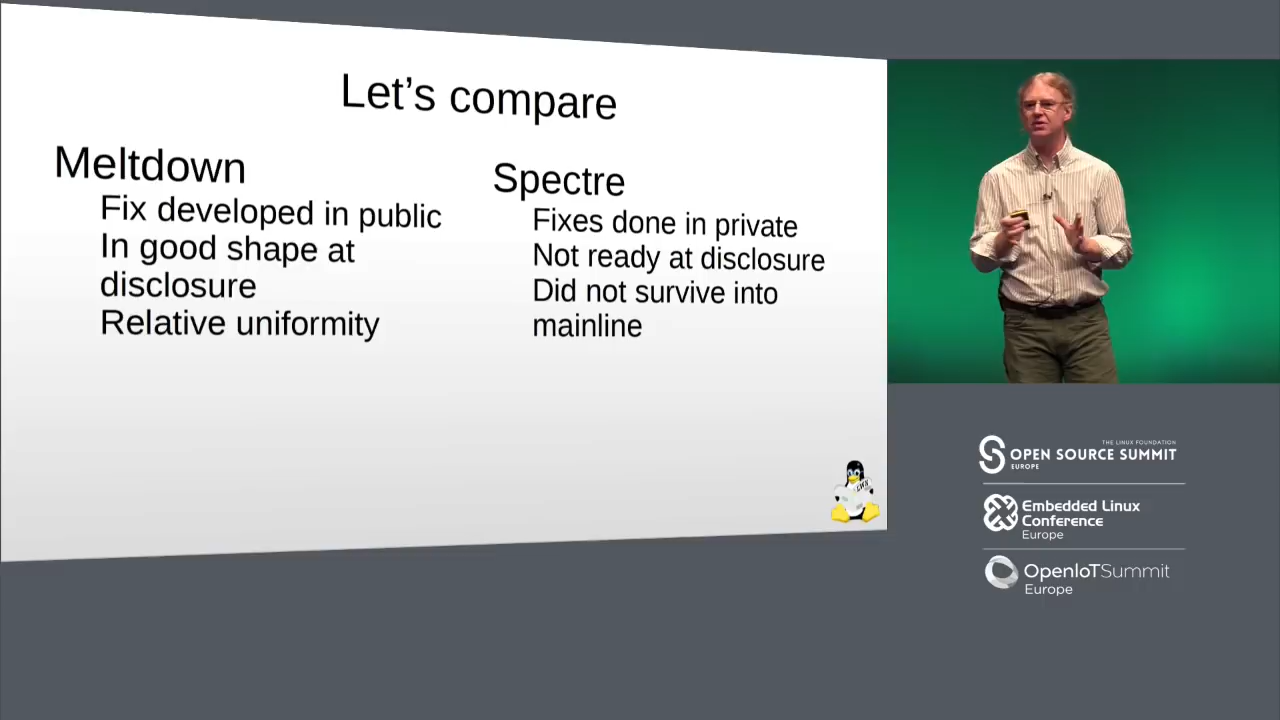 Let's compare
Meltdown
Fix developed in public
In good shape at
disclosure
Relative uniformity
Spectre
Fixes done in private
Not ready at disclosure
Did not survive into
mainline
THE LINUX FOUNDATION
OPEN SOURCE SUMMIT
EUROPE
Embedded Linux
Conference
Europe
OpenIoTSummit
Europe